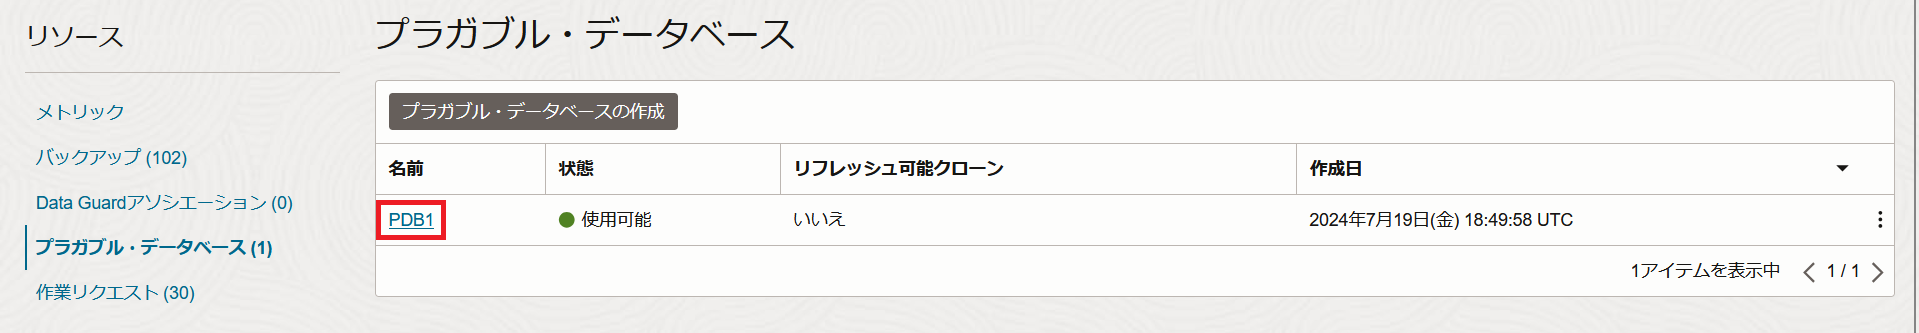 リソース
メトリック
バックアップ (102)
Data Guardアソシエーション (0)
プラガブル・データベース (1)
作業リクエスト (30)
プラガブル・データベース
プラガブル・データベースの作成
名前 状態 リフレッシュ可能クローン 作成日
PDB1 使用可能 いいえ 2024年7月19日(金) 18:49:58 UTC
1アイテムを表示中 1 / 1